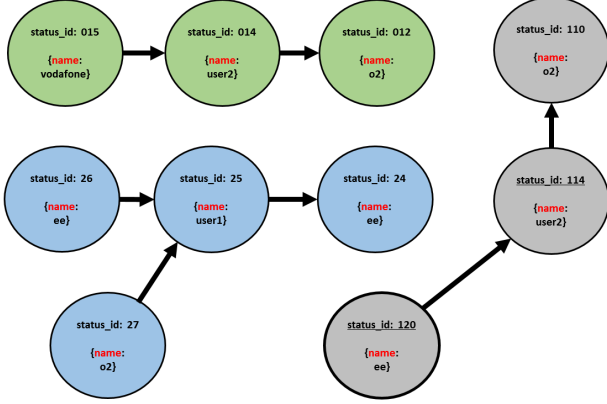 status_id: 015
{name:
vodafone}
status_id: 014
{name:
user2}
status_id: 012
{name:
o2}
status_id: 110
{name:
o2}
status_id: 26
{name:
ee}
status_id: 25
{name:
user1}
status_id: 24
{name:
ee}
status_id: 114
{name:
user2}
status_id: 27
{name:
o2}
status_id: 120
{name:
ee}